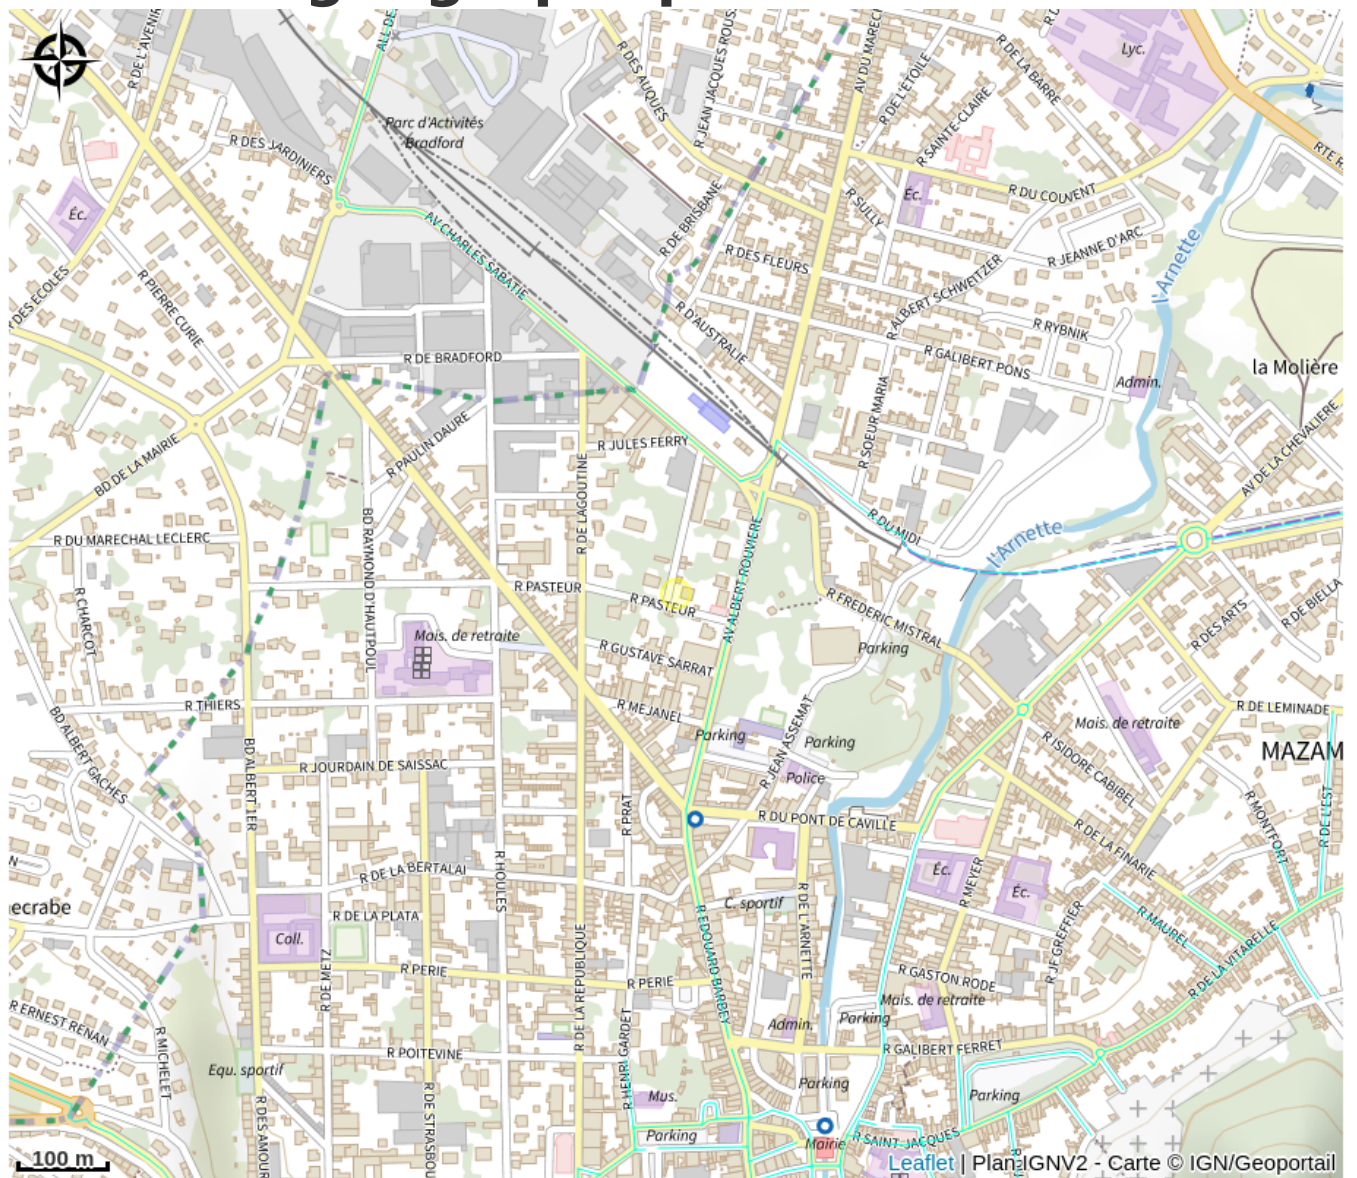 R DE L'AVENIR
R DES AUQUES
R JEAN JACQUES ROUS
AV DU MARECH
R DE L'ÉTOILE
R DE LA BARRE
Lyc.
Parc d'Activités
Bradford
R SAINTE-CLAIRE
RTE R
R DES JARDINIERS
Éc.
R DU COUVENT
Éc.
R SULLY
R DE BRISBANE
AV CHARLES SABATIE
R DES FLEURS
R JEANNE D'ARC
l'Arnette
R PIERRE CURIE
R ALBERT SCHWEITZER
R D'AUSTRALIE
R RYBNIK
R DE BRADFORD
R GALIBERT PONS
la Molière
Admin.
R PAULIN DAURE
R SOEUR MARIA
AV DE LA CHEVALIERE
BD DE LA MAIRIE
R JULES FERRY
R DE LAGOUTINE
R DU MARECHAL LECLERC
BD RAYMOND D'HAUTPOUL
AV ALBERT ROUVIERE
R DU MIDI
l'Arnette
R CHARCOT
R PASTEUR
R PASTEUR
R FREDERIC MISTRAL
R DES ARTS
R DE BIELLA
Mais. de retraite
Parking
R GUSTAVE SARRAT
R THIERS
R MEJANEL
R JEAN ASSEMAT
R DE LEMINADE
Parking
Parking
Mais. de retraite
BD ALBERT GACHES
R ISIDORE CABIBEL
MAZAM
R JOURDAIN DE SAISSAC
BD ALBERT 1ER
Police
R PRAT
R DU PONT DE CAVILLE
R DE LA FINARIE
R MONTFORT
R DE L'EST
R DE LA BERTALAI
R HOULES
Éc.
R MEYER
Éc.
ecrabe
R DE LA PLATA
C. sportif
R DE L'ARNETTE
R MAUREL
Coll.
R EDOUARD BARBEY
R JF GREFFIER
R DE LA VITARELLE
R DE METZ
R PERIE
R PERIE
R DE LA REPUBLIQUE
R GASTON RODE
Mais. de retraite
R ERNEST RENAN
Admin.
Parking
R MICHELET
R POITEVINE
R GALIBERT FERRET
Equ. sportif
R HENRI GARDET
Parking
Mus.
Parking
R DES AMOUR
R DE STRASBOU
Parking
Mairie
R SAINT-JACQUES
100 m
Leaflet | Plan IGNV2 - Carte © IGN/Geoportail